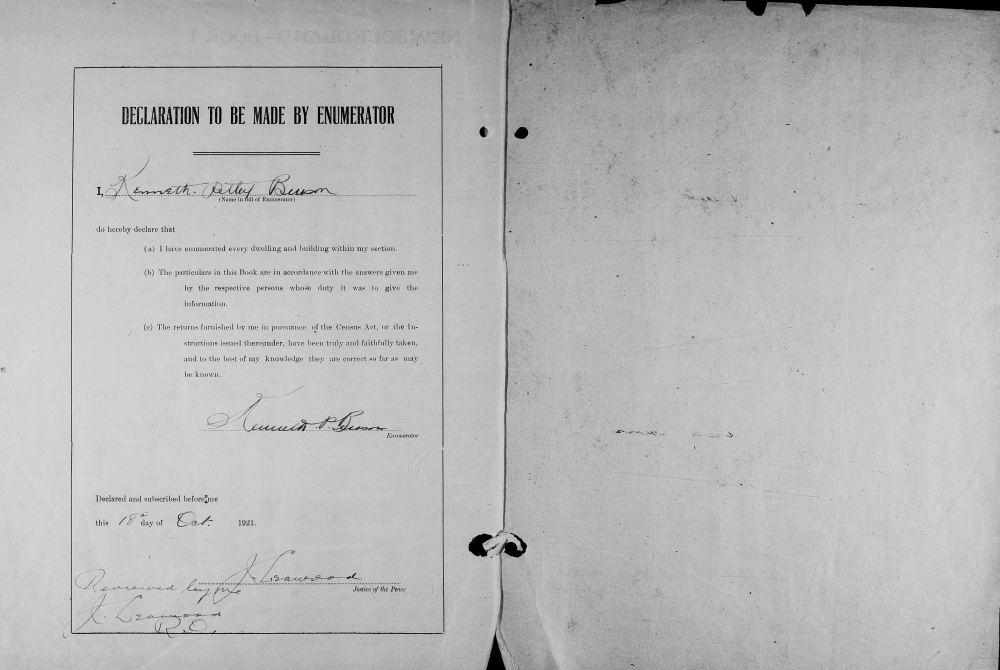 DECLARATION TO BE MADE BY ENUMERATOR
I, Kenneth Petley Benson
(Name in full of Enumerator)
do hereby declare that
(a) I have enumerated every dwelling and building within my section.
(b) The particulars in this Book are in accordance with the answers given me
by the respective persons whose duty it was to give the
information.
(c) The returns furnished by me in pursuance of the Census Act, or the In-
structions issued thereunder, have been truly and faithfully taken,
and to the best of my knowledge they are correct so far as may
be known.
Kenneth P. Benson
Enumerator
Declared and subscribed before me
this 18th day of Oct. 1921.
Justice of the Peace
by me
R.O.